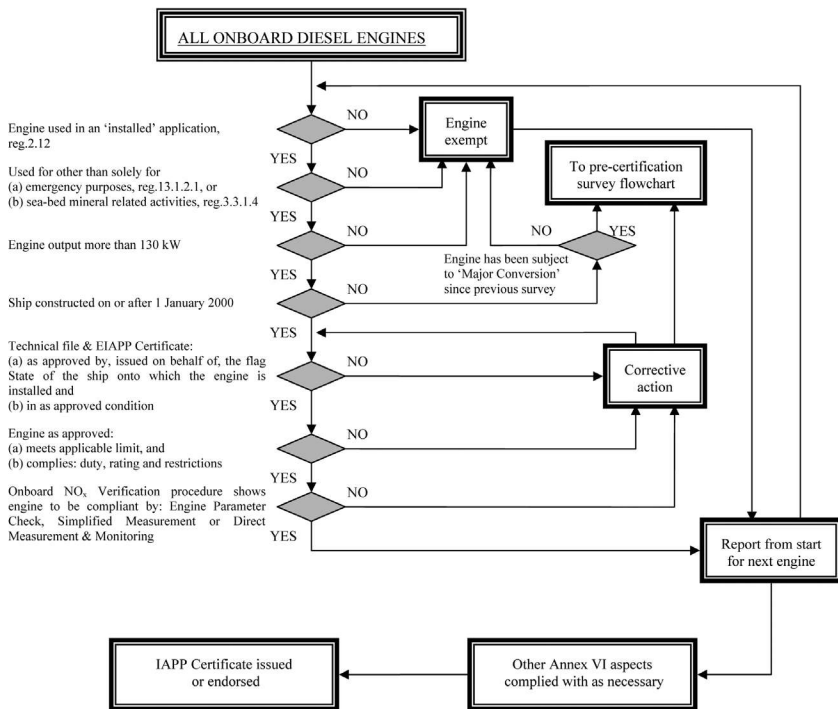 ALL ONBOARD DIESEL ENGINES
Engine used in an ‘installed’ application,
reg.2.12
NO
YES
Engine
exempt
Used for other than solely for
(a) emergency purposes, reg.13.1.2.1, or
(b) sea-bed mineral related activities, reg.3.3.1.4
NO
YES
To pre-certification
survey flowchart
Engine output more than 130 kW
NO
YES
NO
YES
Engine has been subject
to ‘Major Conversion’
since previous survey
Ship constructed on or after 1 January 2000
NO
YES
Technical file & EIAPP Certificate:
(a) as approved by, issued on behalf of, the flag
State of the ship onto which the engine is
installed and
(b) in as approved condition
NO
YES
Corrective
action
Engine as approved:
(a) meets applicable limit, and
(b) complies: duty, rating and restrictions
NO
YES
Onboard NOₓ Verification procedure shows
engine to be compliant by: Engine Parameter
Check, Simplified Measurement or Direct
Measurement & Monitoring
NO
YES
Report from start
for next engine
IAPP Certificate issued
or endorsed
Other Annex VI aspects
complied with as necessary